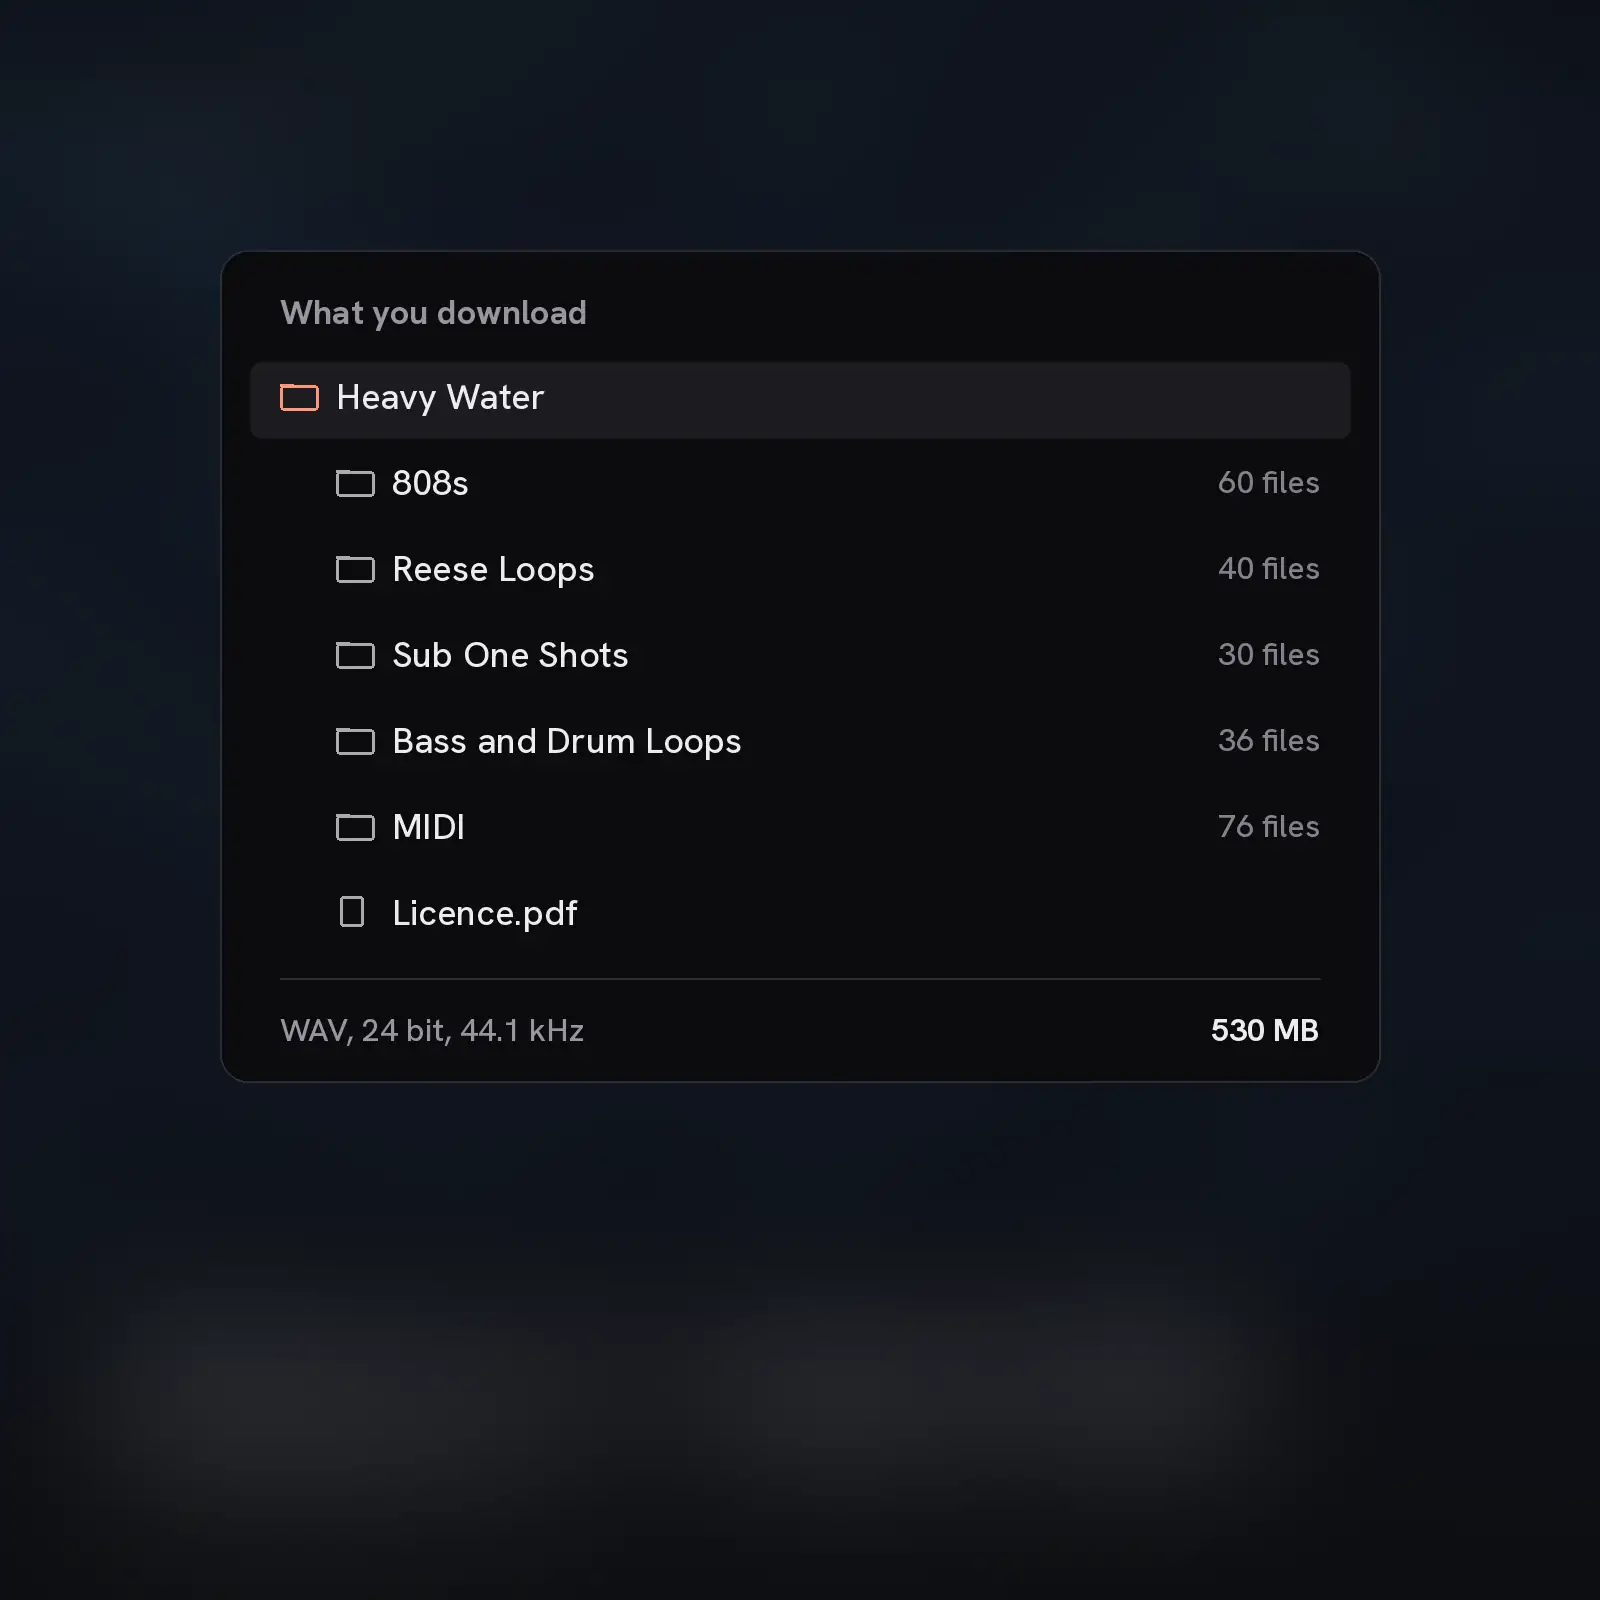 What you download
Heavy Water
808s 60 files
Reese Loops 40 files
Sub One Shots 30 files
Bass and Drum Loops 36 files
MIDI 76 files
Licence.pdf
WAV, 24 bit, 44.1 kHz 530 MB